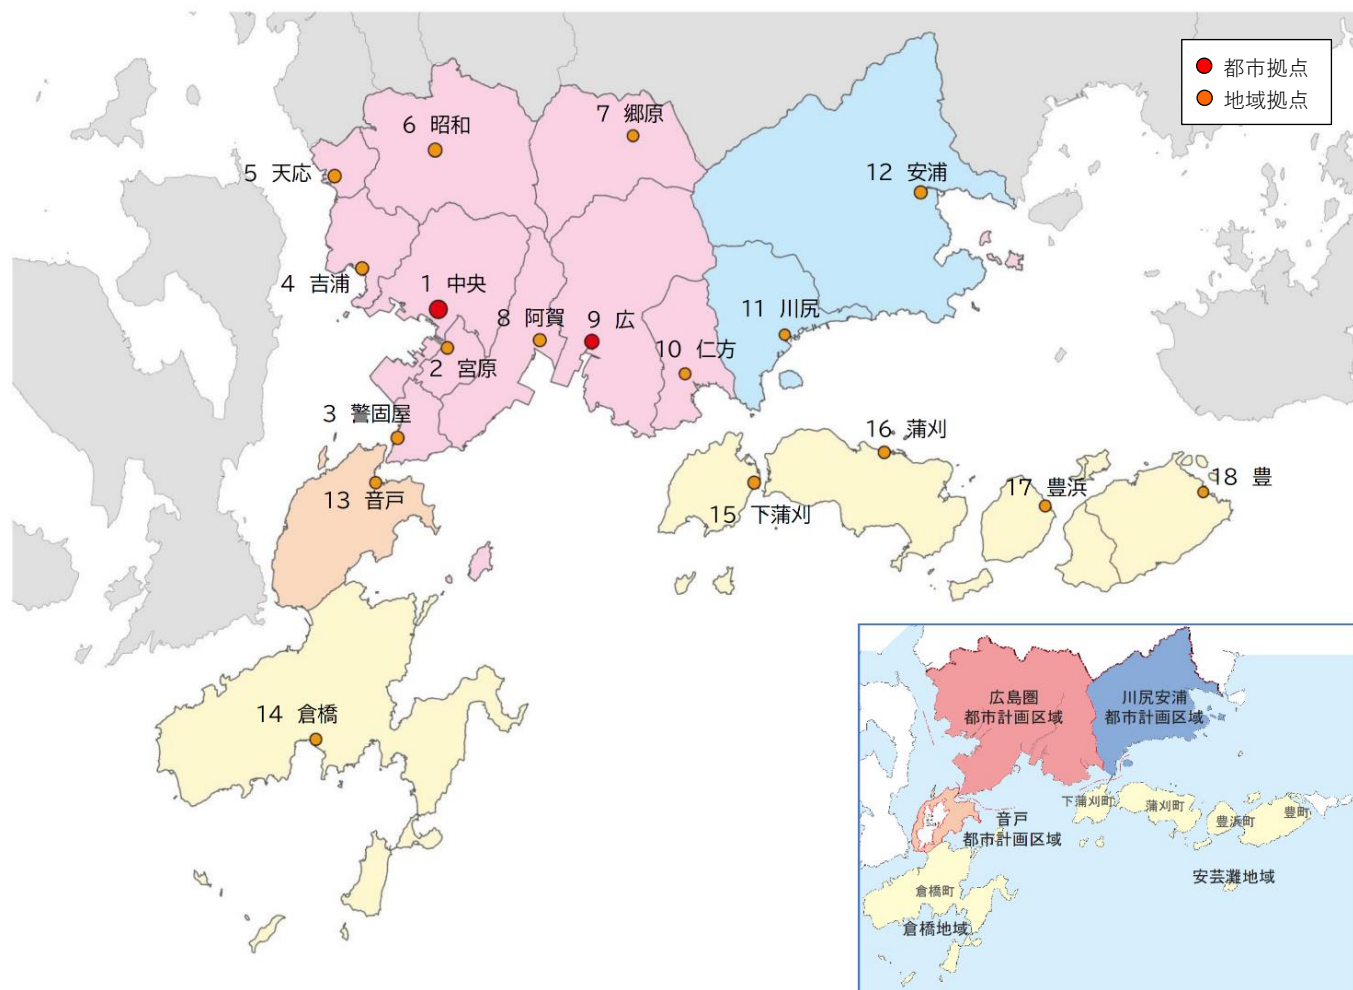 都市拠点
地域拠点
7 郷原
6 昭和
5 天応
12 安浦
4 吉浦
1 中央
11 川尻
8 阿賀
9 広
10 仁方
2 宮原
3 警固屋
16 蒲刈
18 豊
17 豊浜
13 音戸
15 下蒲刈
14 倉橋
広島圏
都市計画区域
川尻安浦
都市計画区域
下蒲刈町
蒲刈町
豊浜町
豊町
音戸
都市計画区域
安芸灘地域
倉橋町
倉橋地域